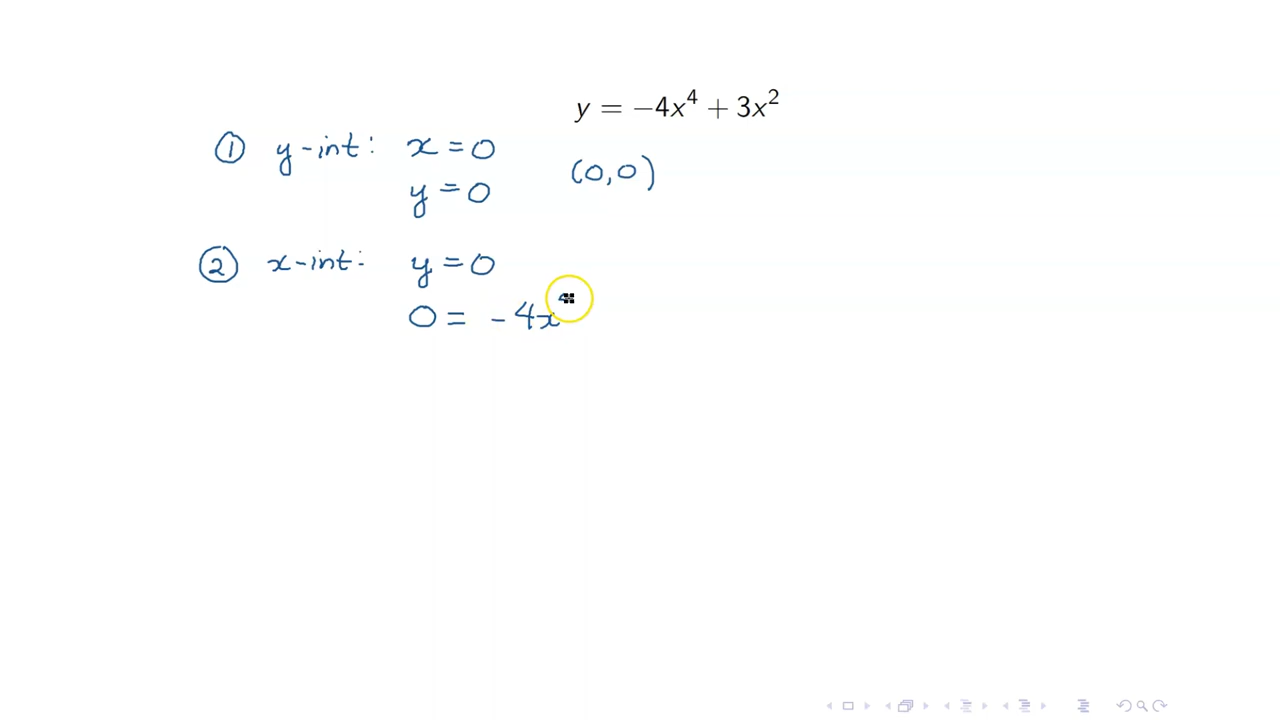 y = −4x⁴ + 3x²
① y-int: x = 0
(0,0)
y = 0
② x-int: y = 0
0 = -4x